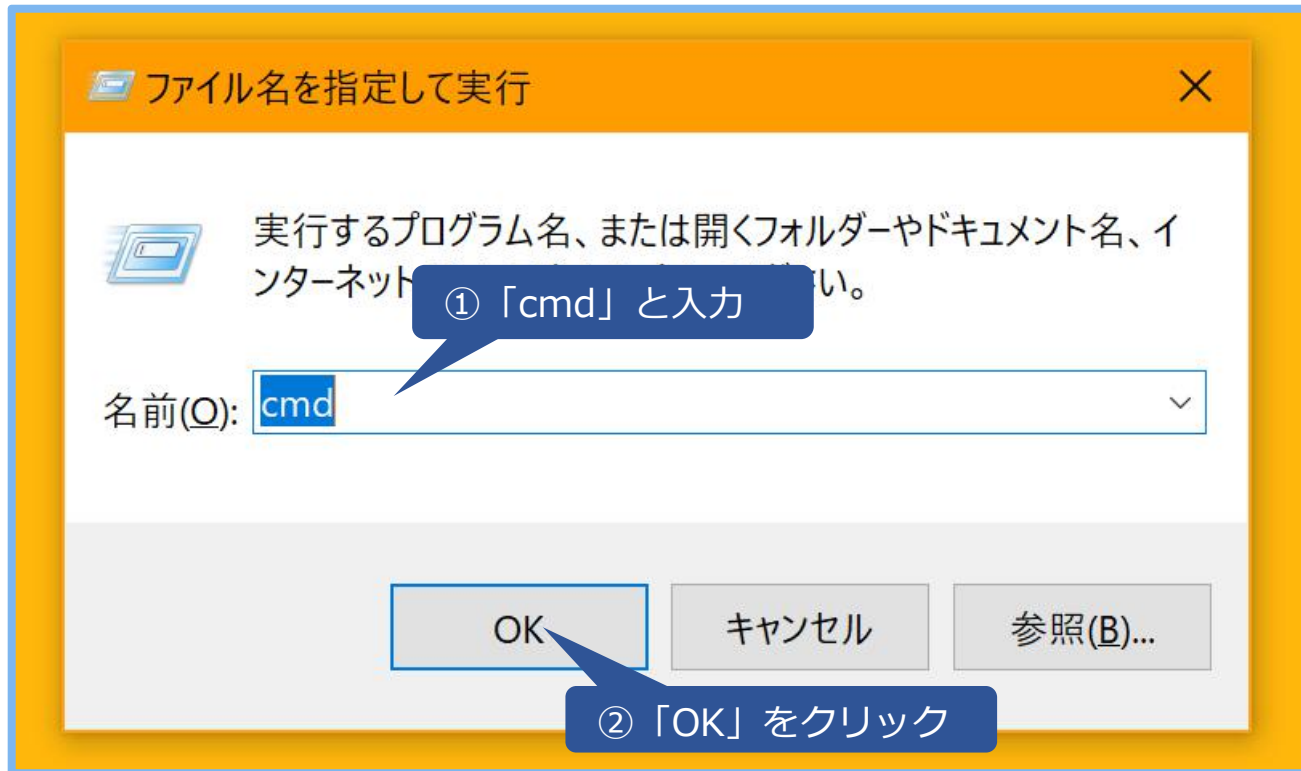 ファイル名を指定して実行
実行するプログラム名、または開くフォルダーやドキュメント名、イ
ンターネット
い。
①「cmd」と入力
名前(O): cmd
OK
キャンセル
参照(B)...
②「OK」をクリック